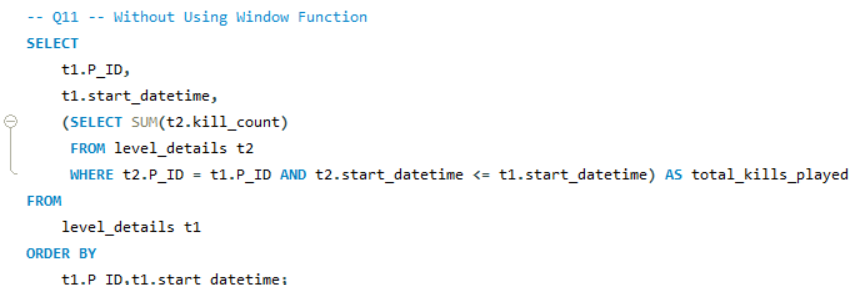 -- Q11 -- Without Using Window Function
SELECT
t1.P_ID,
t1.start_datetime,
(SELECT SUM(t2.kill_count)
FROM level_details t2
WHERE t2.P_ID = t1.P_ID AND t2.start_datetime <= t1.start_datetime) AS total_kills_played
FROM
level_details t1
ORDER BY
t1.P_ID,t1.start_datetime;